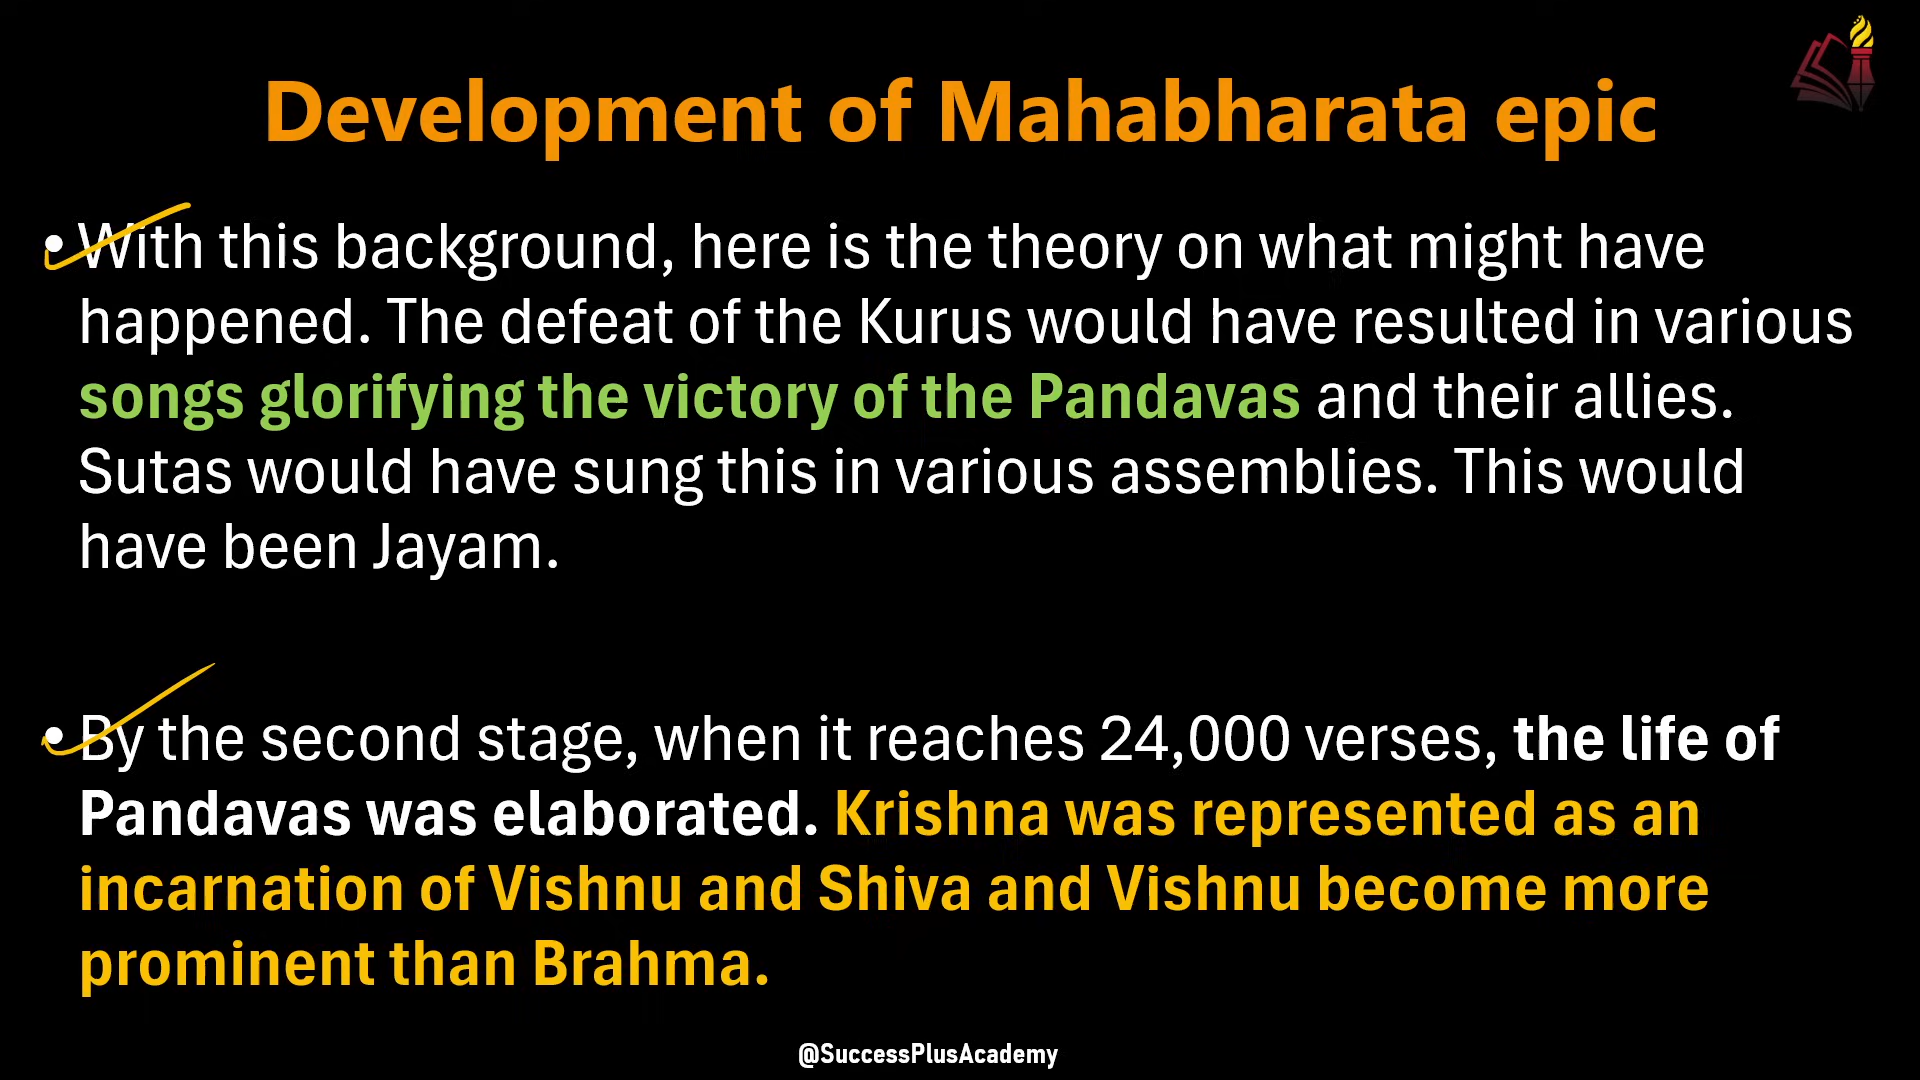 Development of Mahabharata epic
• With this background, here is the theory on what might have
happened. The defeat of the Kurus would have resulted in various
songs glorifying the victory of the Pandavas and their allies.
Sutas would have sung this in various assemblies. This would
have been Jayam.
• By the second stage, when it reaches 24,000 verses, the life of
Pandavas was elaborated. Krishna was represented as an
incarnation of Vishnu and Shiva and Vishnu become more
prominent than Brahma.
@SuccessPlusAcademy